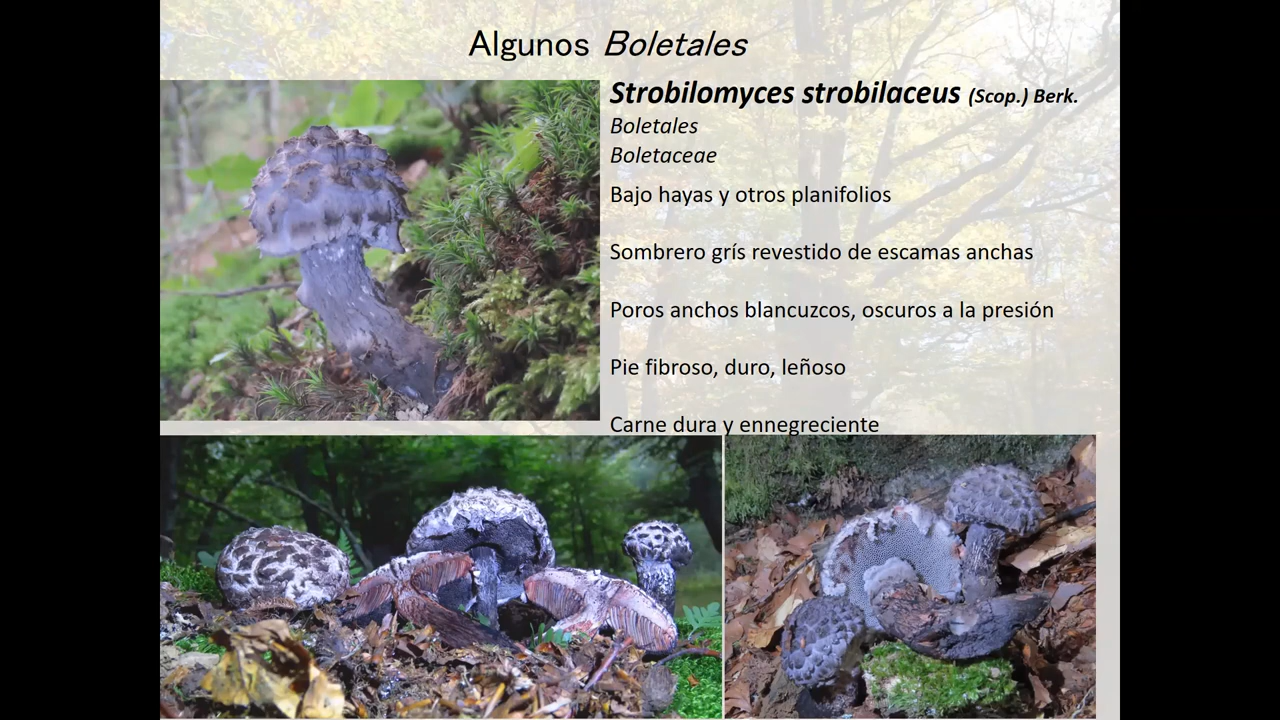 Algunos Boletales
Strobilomyces strobilaceus (Scop.) Berk.
Boletales
Boletaceae
Bajo hayas y otros planifolios
Sombrero grís revestido de escamas anchas
Poros anchos blancuzcos, oscuros a la presión
Pie fibroso, duro, leñoso
Carne dura y ennegreciente